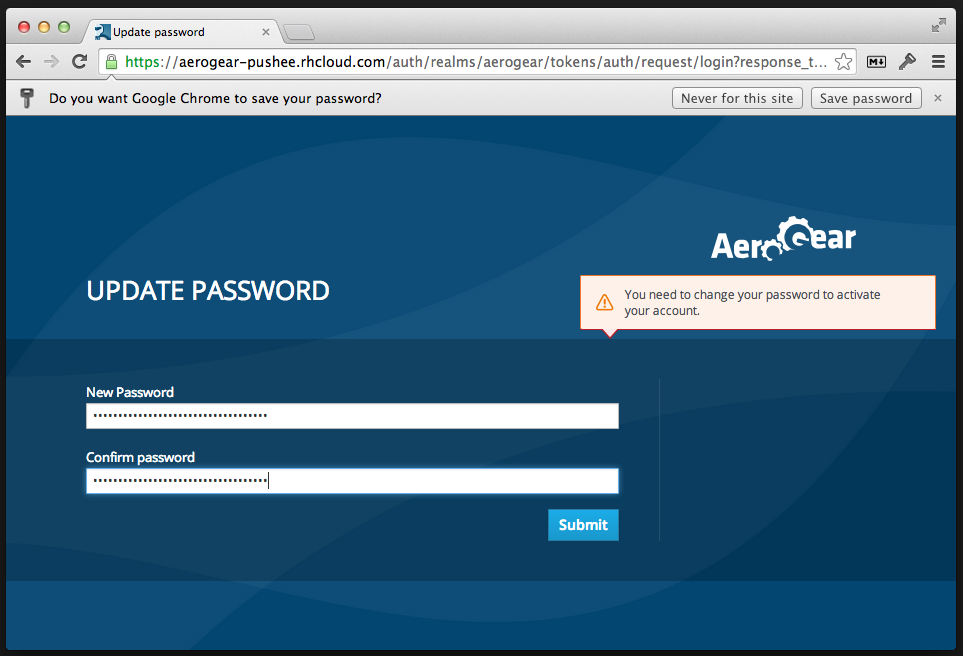 Update password
https://aerogear-pushee.rhcloud.com/auth/realms/aerogear/tokens/auth/request/login?response_t...
M
Do you want Google Chrome to save your password?
Never for this site
Save password
AeroGear
UPDATE PASSWORD
You need to change your password to activate
your account.
New Password
••••••••••••••••••••••••••••••••••••
Confirm password
••••••••••••••••••••••••••••••••••••
Submit